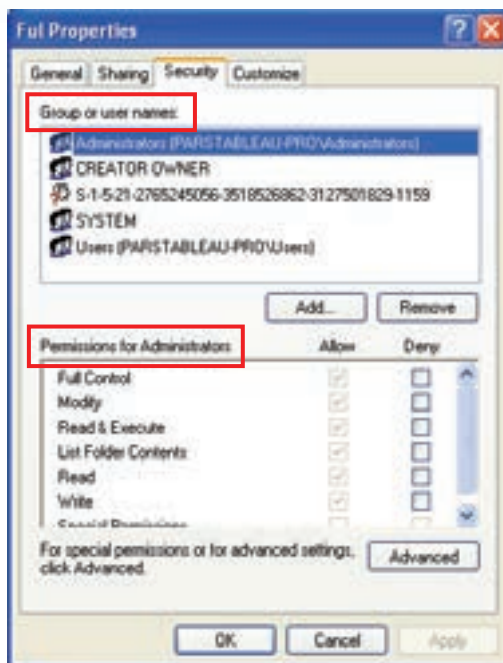 Ful Properties
General Sharing Security Customize
Group or user names:
Administrators (PARSTABLEAU-PRO\Administrators)
CREATOR OWNER
S-1-5-21-2765245056-3518526862-3127501829-1159
SYSTEM
Users (PARSTABLEAU-PRO\Users)
Add... Remove
Permissions for Administrators Allow Deny
Full Control
Modify
Read & Execute
List Folder Contents
Read
Write
Special Permissions
For special permissions or for advanced settings,
click Advanced.
Advanced
OK Cancel Apply